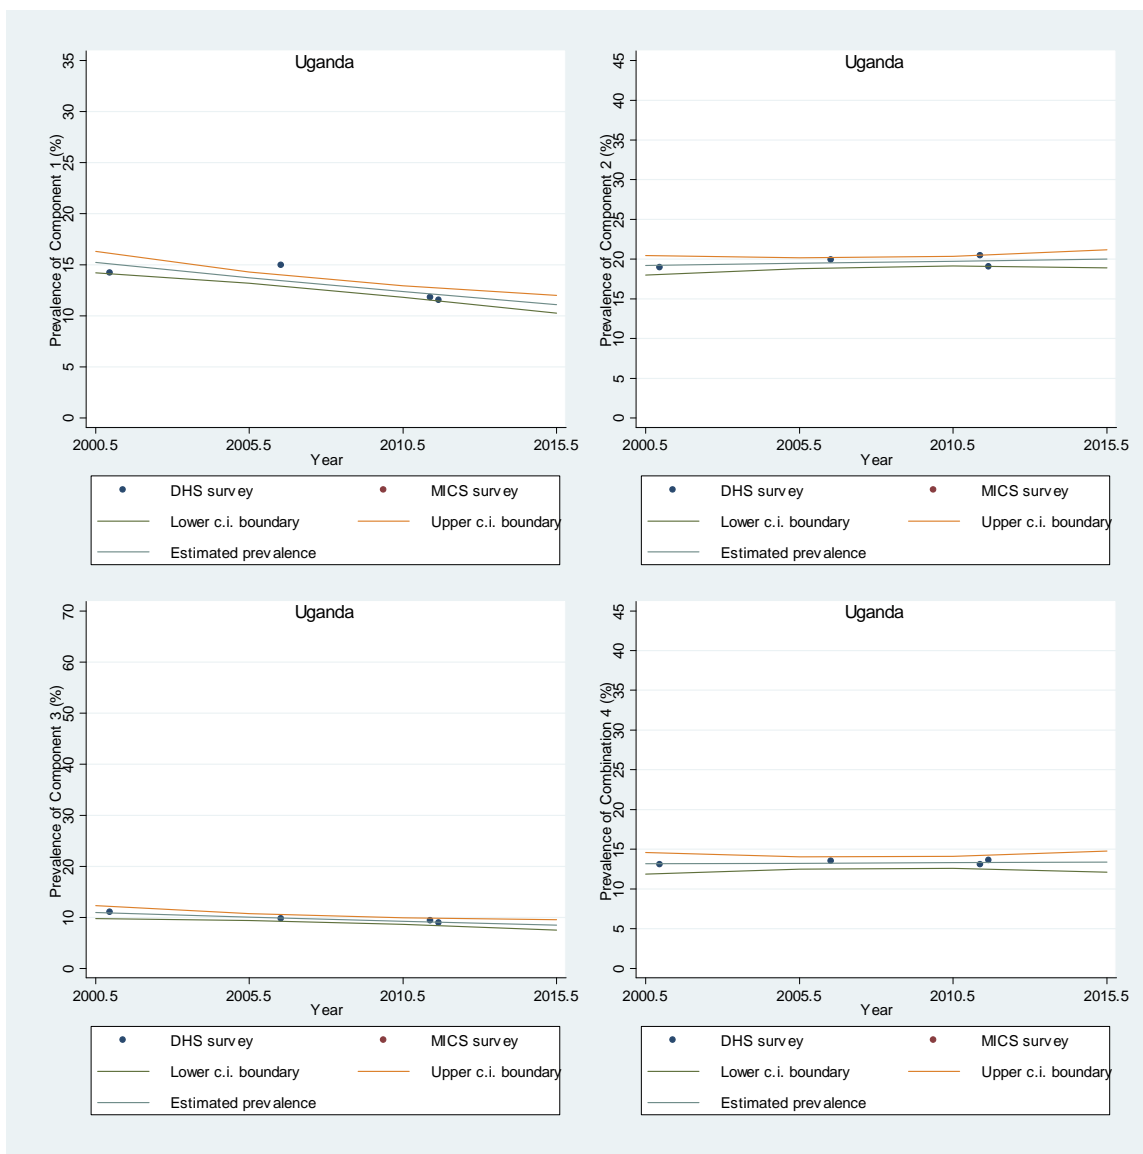 Uganda
Prevalence of Component 1 (%)
0 5 10 15 20 25 30 35
2000.5 2005.5 2010.5 2015.5
Year
DHS survey MICS survey
Lower c.i. boundary Upper c.i. boundary
Estimated prevalence
Uganda
Prevalence of Component 2 (%)
0 5 10 15 20 25 30 35 40 45
2000.5 2005.5 2010.5 2015.5
Year
DHS survey MICS survey
Lower c.i. boundary Upper c.i. boundary
Estimated prevalence
Uganda
Prevalence of Component 3 (%)
0 10 20 30 40 50 60 70
2000.5 2005.5 2010.5 2015.5
Year
DHS survey MICS survey
Lower c.i. boundary Upper c.i. boundary
Estimated prevalence
Uganda
Prevalence of Combination 4 (%)
0 5 10 15 20 25 30 35 40 45
2000.5 2005.5 2010.5 2015.5
Year
DHS survey MICS survey
Lower c.i. boundary Upper c.i. boundary
Estimated prevalence